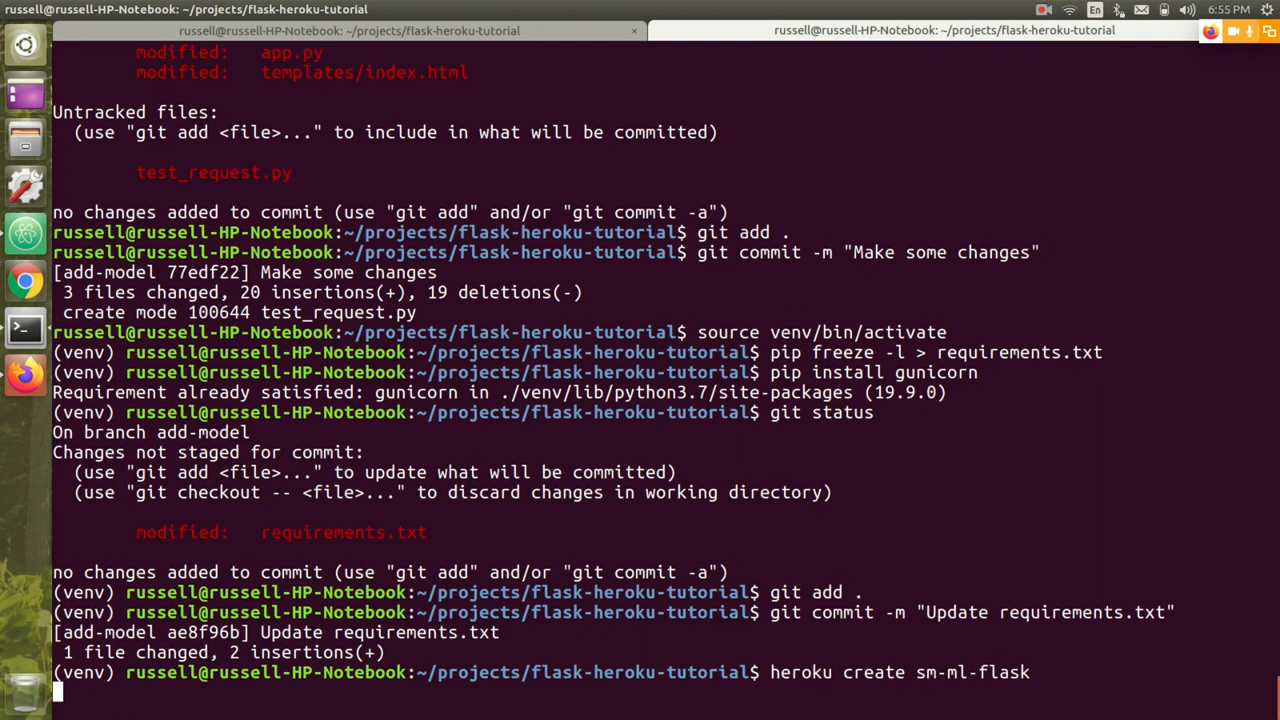 russell@russell-HP-Notebook: ~/projects/flask-heroku-tutorial
En
6:55 PM
russell@russell-HP-Notebook: ~/projects/flask-heroku-tutorial ×
russell@russell-HP-Notebook: ~/projects/flask-heroku-tutorial
modified:   app.py
modified:   templates/index.html
Untracked files:
(use "git add <file>..." to include in what will be committed)
test_request.py
no changes added to commit (use "git add" and/or "git commit -a")
russell@russell-HP-Notebook:~/projects/flask-heroku-tutorial$ git add .
russell@russell-HP-Notebook:~/projects/flask-heroku-tutorial$ git commit -m "Make some changes"
[add-model 77edf22] Make some changes
3 files changed, 20 insertions(+), 19 deletions(-)
create mode 100644 test_request.py
russell@russell-HP-Notebook:~/projects/flask-heroku-tutorial$ source venv/bin/activate
(venv) russell@russell-HP-Notebook:~/projects/flask-heroku-tutorial$ pip freeze -l > requirements.txt
(venv) russell@russell-HP-Notebook:~/projects/flask-heroku-tutorial$ pip install gunicorn
Requirement already satisfied: gunicorn in ./venv/lib/python3.7/site-packages (19.9.0)
(venv) russell@russell-HP-Notebook:~/projects/flask-heroku-tutorial$ git status
On branch add-model
Changes not staged for commit:
(use "git add <file>..." to update what will be committed)
(use "git checkout -- <file>..." to discard changes in working directory)
modified:   requirements.txt
no changes added to commit (use "git add" and/or "git commit -a")
(venv) russell@russell-HP-Notebook:~/projects/flask-heroku-tutorial$ git add .
(venv) russell@russell-HP-Notebook:~/projects/flask-heroku-tutorial$ git commit -m "Update requirements.txt"
[add-model ae8f96b] Update requirements.txt
1 file changed, 2 insertions(+)
(venv) russell@russell-HP-Notebook:~/projects/flask-heroku-tutorial$ heroku create sm-ml-flask